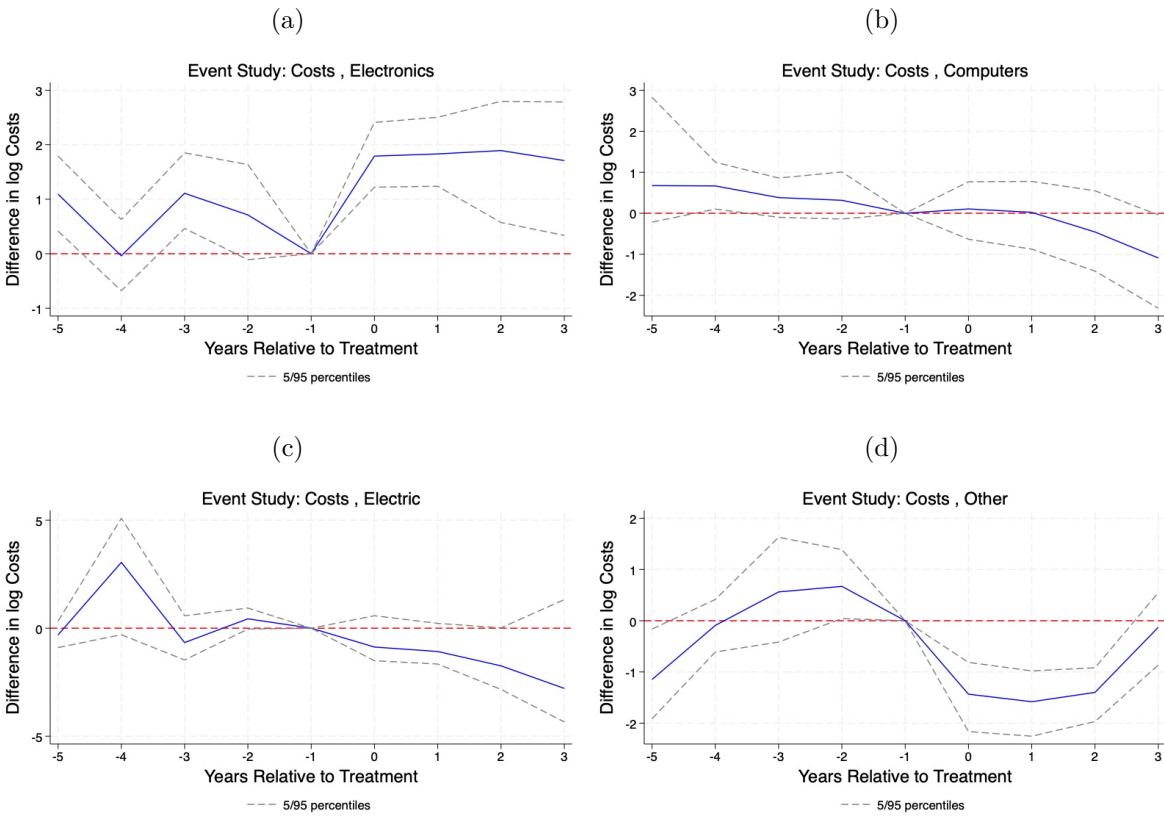 (a)
Event Study: Costs , Electronics
Difference in log Costs
3
2
1
0
-1
-5 -4 -3 -2 -1 0 1 2 3
Years Relative to Treatment
5/95 percentiles
(b)
Event Study: Costs , Computers
Difference in log Costs
3
2
1
0
-1
-2
-5 -4 -3 -2 -1 0 1 2 3
Years Relative to Treatment
5/95 percentiles
(c)
Event Study: Costs , Electric
Difference in log Costs
5
0
-5
-5 -4 -3 -2 -1 0 1 2 3
Years Relative to Treatment
5/95 percentiles
(d)
Event Study: Costs , Other
Difference in log Costs
2
1
0
-1
-2
-5 -4 -3 -2 -1 0 1 2 3
Years Relative to Treatment
5/95 percentiles